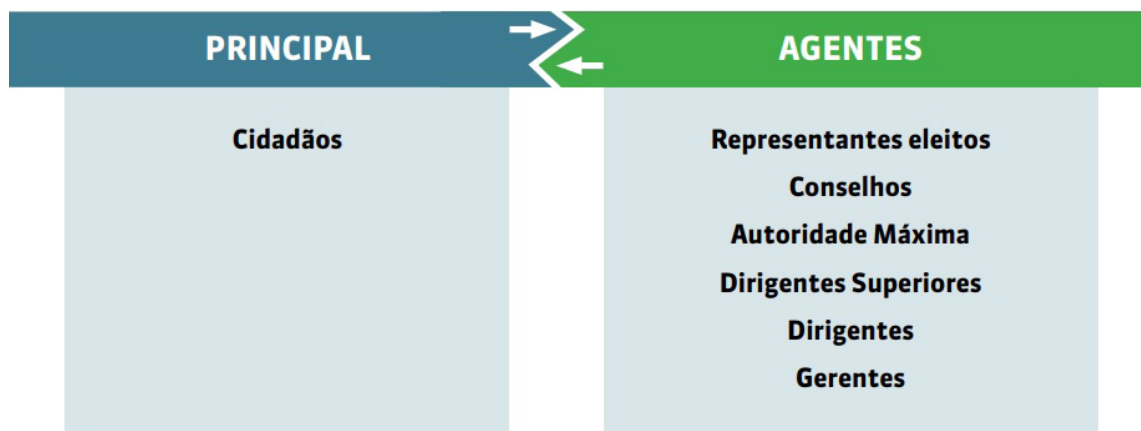 PRINCIPAL
Cidadãos
AGENTES
Representantes eleitos
Conselhos
Autoridade Máxima
Dirigentes Superiores
Dirigentes
Gerentes